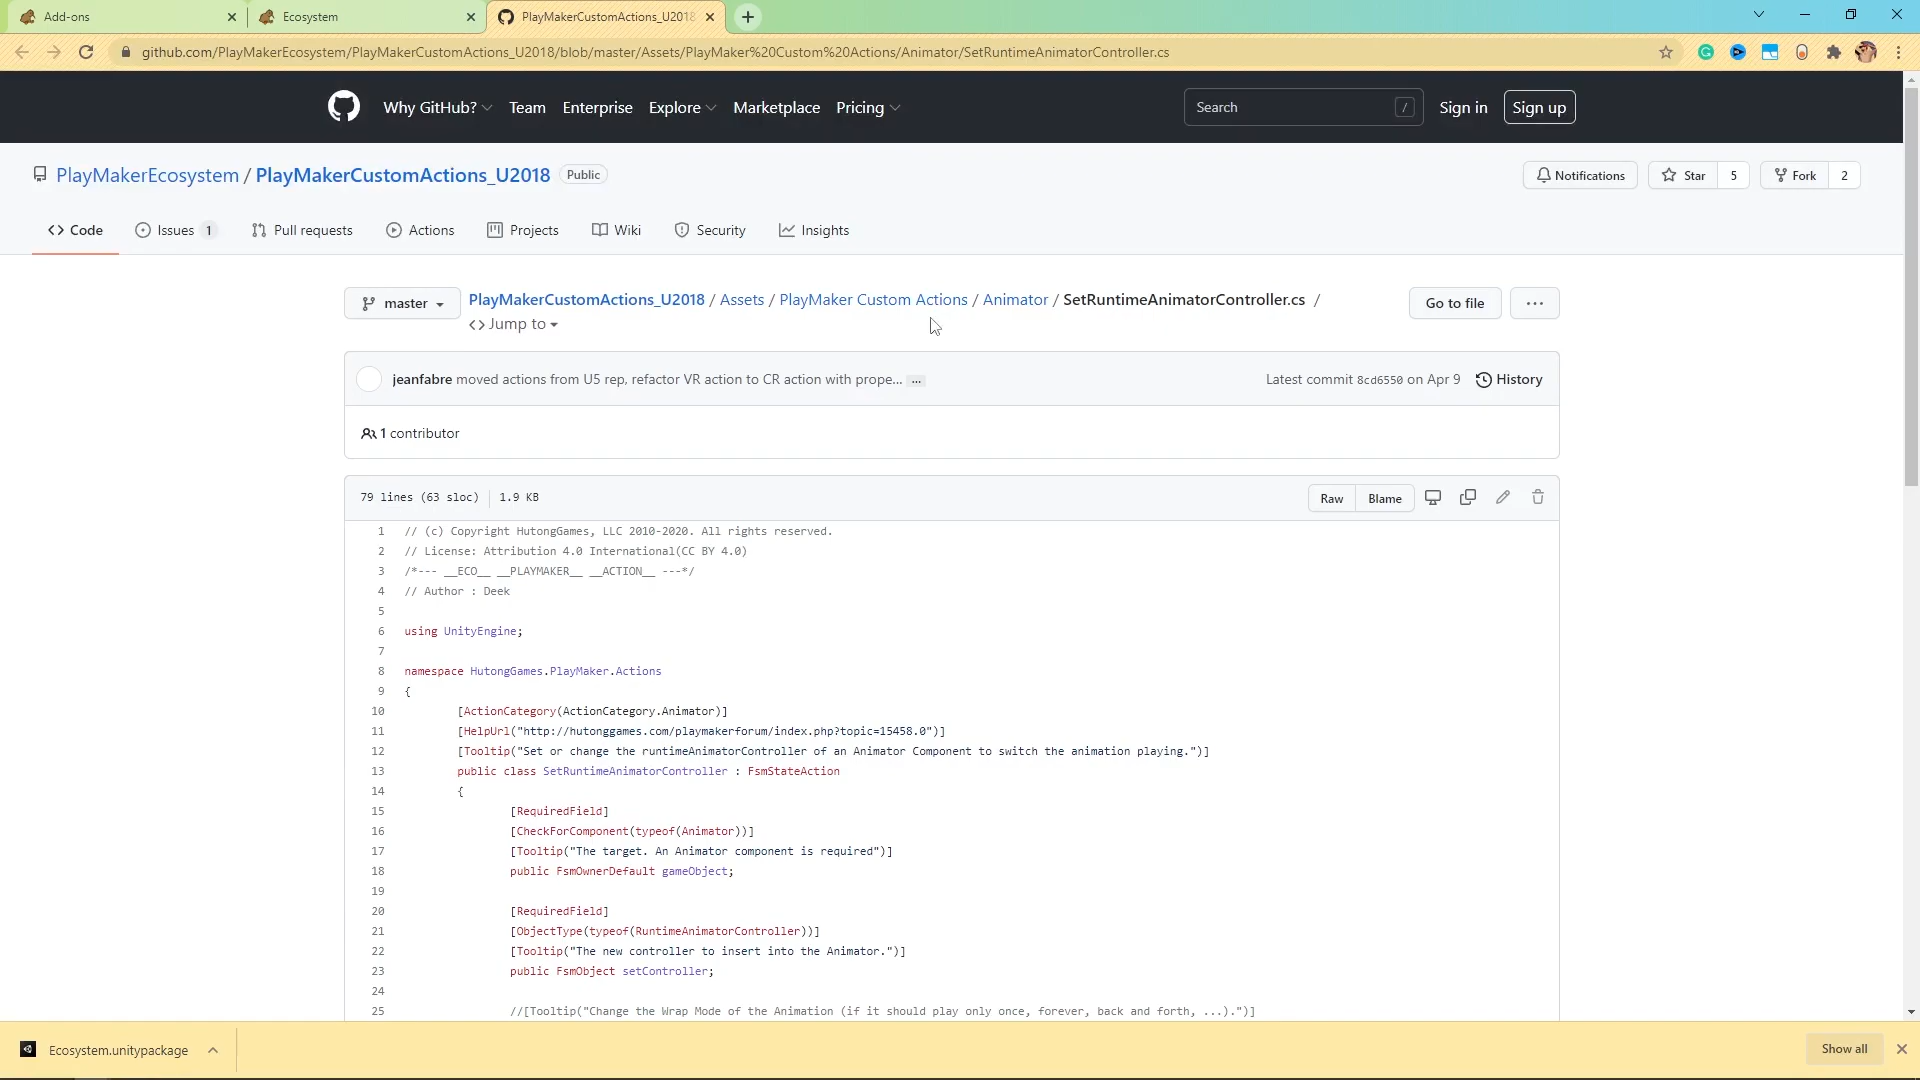 Add-ons
Ecosystem
PlayMakerCustomActions_U2018
github.com/PlayMakerEcosystem/PlayMakerCustomActions_U2018/blob/master/Assets/PlayMaker%20Custom%20Actions/Animator/SetRuntimeAnimatorController.cs
Why GitHub? Team Enterprise Explore Marketplace Pricing Search / Sign in Sign up
PlayMakerEcosystem / PlayMakerCustomActions_U2018 Public
Notifications Star 5 Fork 2
<> Code Issues 1 Pull requests Actions Projects Wiki Security Insights
master PlayMakerCustomActions_U2018 / Assets / PlayMaker Custom Actions / Animator / SetRuntimeAnimatorController.cs / Go to file ...
<> Jump to
jeanfabre moved actions from U5 rep, refactor VR action to CR action with prope... ... Latest commit 8cd6550 on Apr 9 History
1 contributor
79 lines (63 sloc) 1.9 KB Raw Blame
1 // (c) Copyright HutongGames, LLC 2010-2020. All rights reserved.
2 // License: Attribution 4.0 International(CC BY 4.0)
3 /*--- __ECO__ __PLAYMAKER__ __ACTION__ ---*/
4 // Author : Deek
5
6 using UnityEngine;
7
8 namespace HutongGames.PlayMaker.Actions
9 {
10 [ActionCategory(ActionCategory.Animator)]
11 [HelpUrl("http://hutonggames.com/playmakerforum/index.php?topic=15458.0")]
12 [Tooltip("Set or change the runtimeAnimatorController of an Animator Component to switch the animation playing.")]
13 public class SetRuntimeAnimatorController : FsmStateAction
14 {
15 [RequiredField]
16 [CheckForComponent(typeof(Animator))]
17 [Tooltip("The target. An Animator component is required")]
18 public FsmOwnerDefault gameObject;
19
20 [RequiredField]
21 [ObjectType(typeof(RuntimeAnimatorController))]
22 [Tooltip("The new controller to insert into the Animator.")]
23 public FsmObject setController;
24
25 //[Tooltip("Change the Wrap Mode of the Animation (if it should play only once, forever, back and forth, ...).")]
Ecosystem.unitypackage Show all